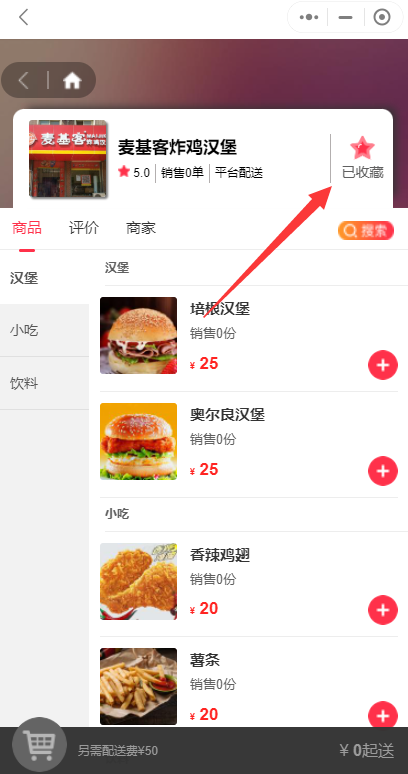 麦基客
炸鸡汉
麦基客炸鸡汉堡
5.0 销售0单 平台配送
已收藏
商品 评价 商家 搜索
汉堡
小吃
饮料
汉堡
培根汉堡
销售0份
¥ 25
奥尔良汉堡
销售0份
¥ 25
小吃
香辣鸡翅
销售0份
¥ 20
薯条
销售0份
¥ 20
另需配送费¥50
¥ 0起送